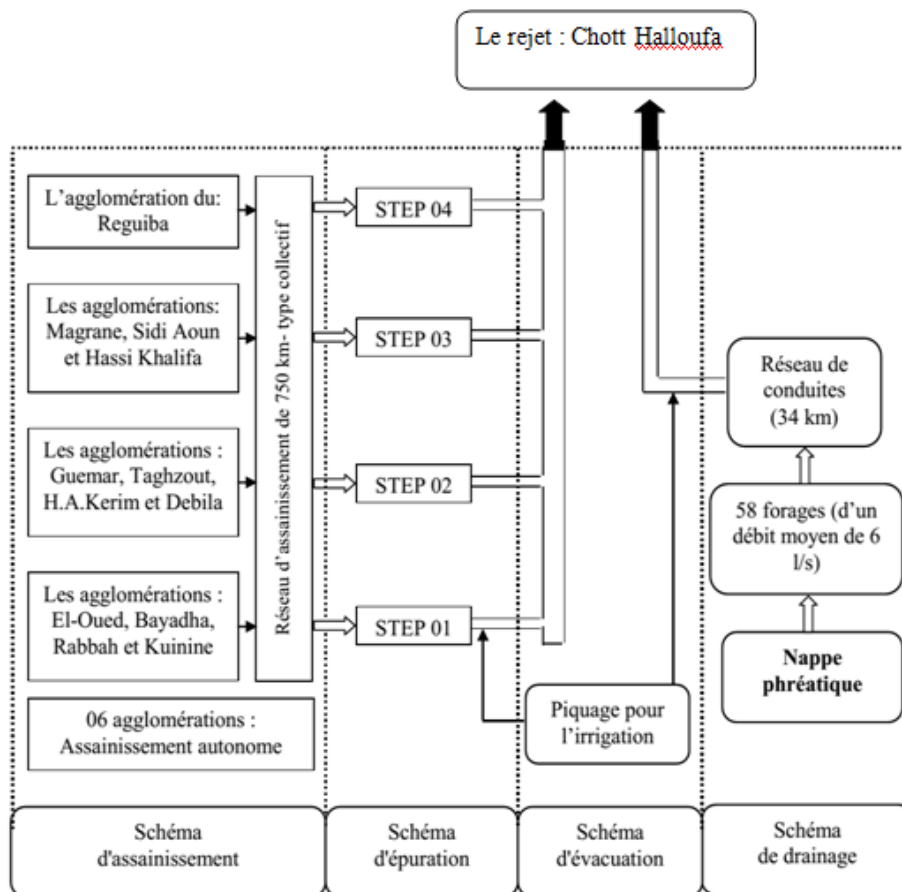 Le rejet : Chott Halloufa
L'agglomération du:
Reguiba
Les agglomérations:
Magrane, Sidi Aoun
et Hassi Khalifa
Les agglomérations :
Guemar, Taghzout,
H.A.Kerim et Debila
Les agglomérations :
El-Oued, Bayadha,
Rabbah et Kuinine
06 agglomérations :
Assainissement autonome
Réseau d'assainissement de 750 km- type collectif
STEP 04
STEP 03
STEP 02
STEP 01
Piquage pour
l'irrigation
Réseau de
conduites
(34 km)
58 forages (d'un
débit moyen de 6
l/s)
Nappe
phréatique
Schéma
d'assainissement
Schéma
d'épuration
Schéma
d'évacuation
Schéma
de drainage